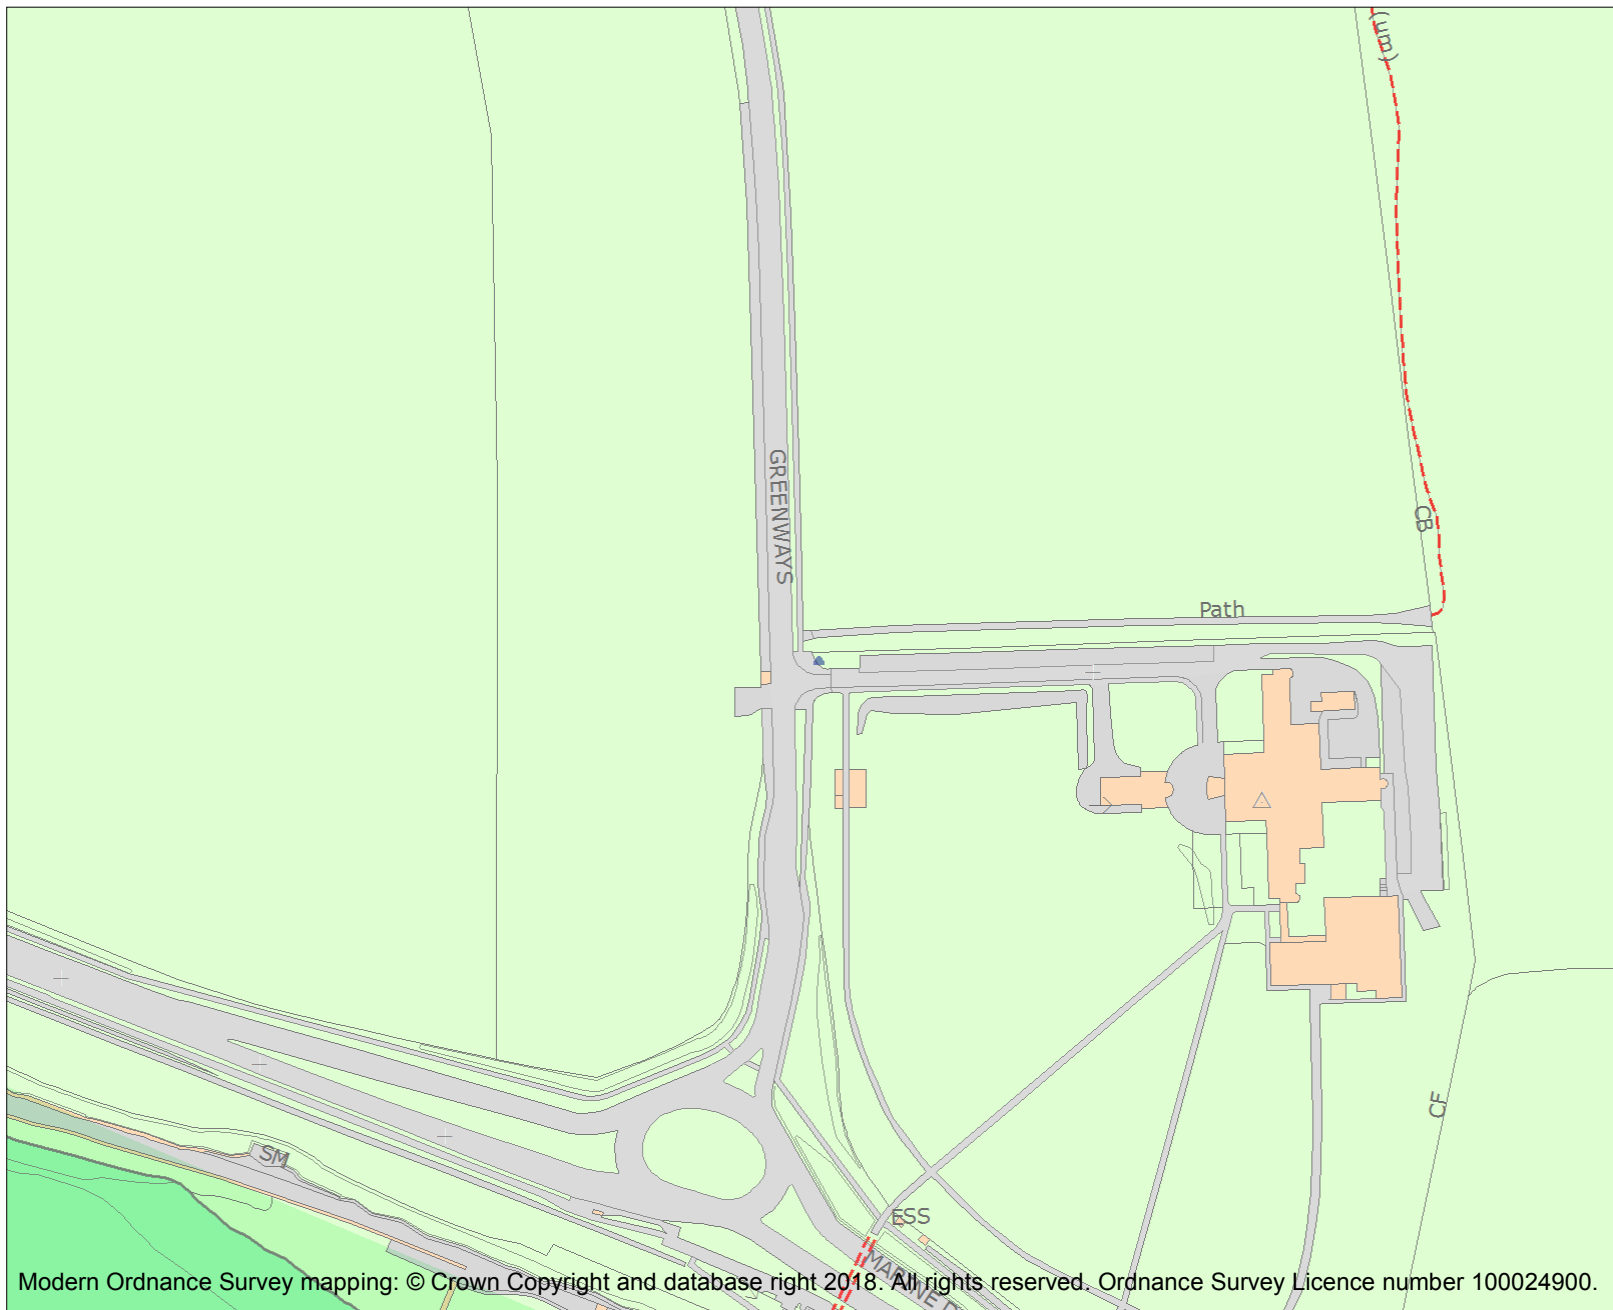 (um)
GREENWAYS
CB
Path
CF
SM
ESS
MARINE D
Modern Ordnance Survey mapping: © Crown Copyright and database right 2018. All rights reserved. Ordnance Survey Licence number 100024900.